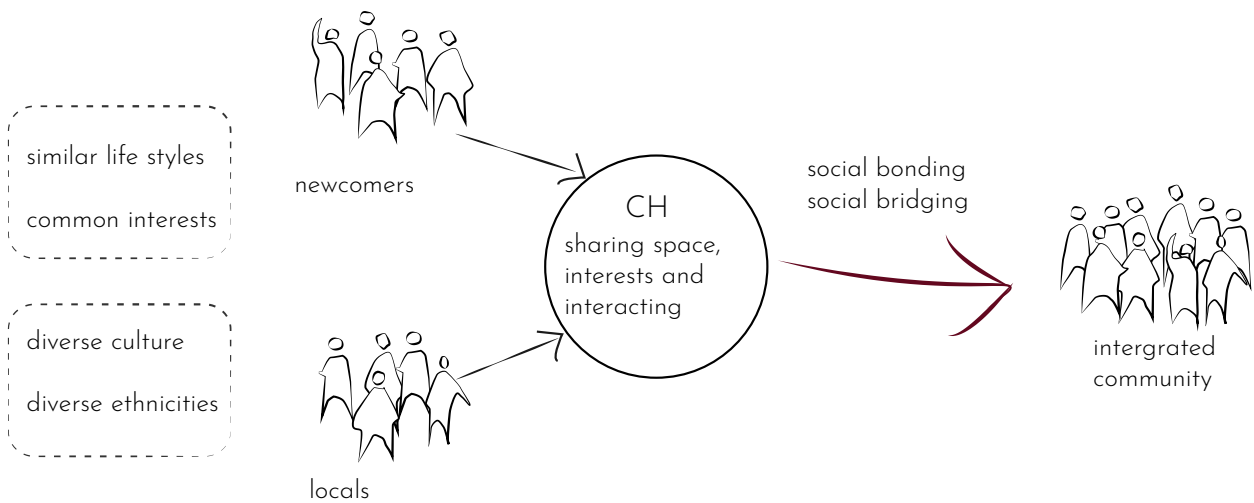 similar life styles
common interests
diverse culture
diverse ethnicities
newcomers
locals
CH
sharing space,
interests and
interacting
social bonding
social bridging
intergrated
community